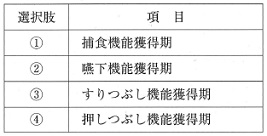 選択肢 項目
① 捕食機能獲得期
② 嚥下機能獲得期
③ すりつぶし機能獲得期
④ 押しつぶし機能獲得期